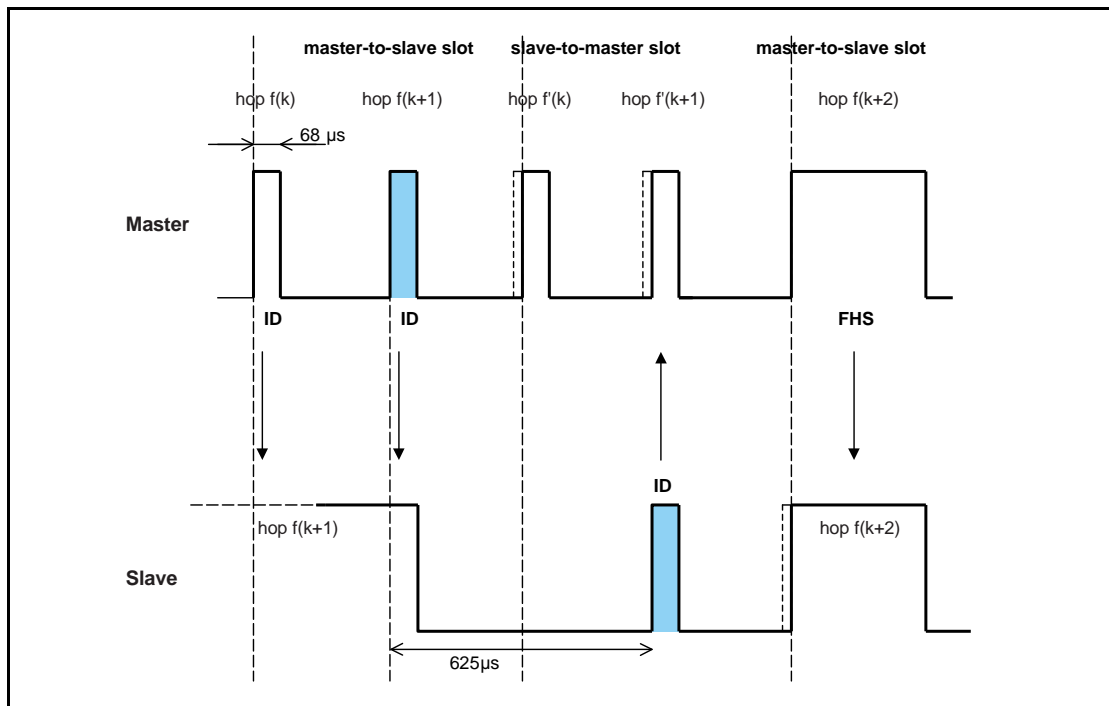 master-to-slave slot slave-to-master slot master-to-slave slot
hop f(k) hop f(k+1) hop f'(k) hop f'(k+1) hop f(k+2)
68 µs
Master
ID ID FHS
ID
hop f(k+1) hop f(k+2)
Slave
625µs